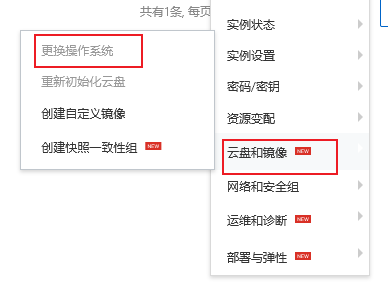 共有1条, 每页
更换操作系统
重新初始化云盘
创建自定义镜像
创建快照一致性组 NEW
实例状态
实例设置
密码/密钥
资源变配
云盘和镜像 NEW
网络和安全组
运维和诊断 NEW
部署与弹性 NEW